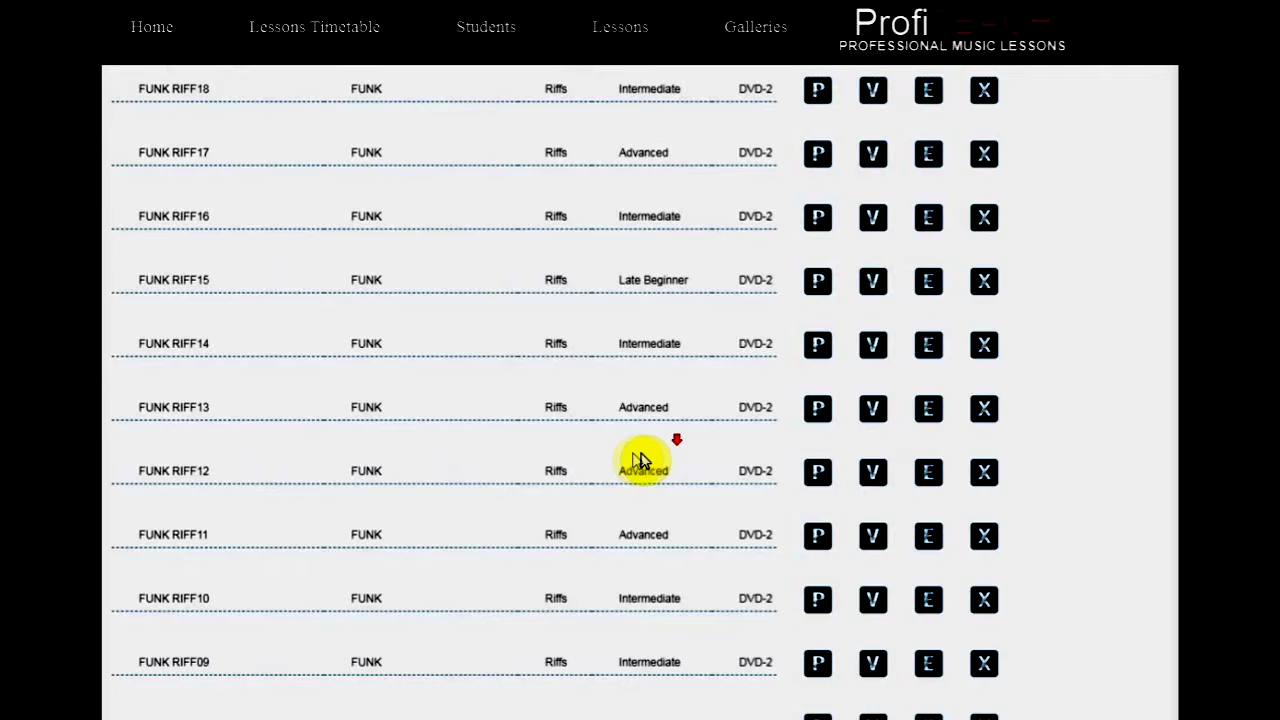 Home Lessons Timetable Students Lessons Galleries Profi
PROFESSIONAL MUSIC LESSONS
FUNK RIFF18 FUNK Riffs Intermediate DVD-2 P V E X
FUNK RIFF17 FUNK Riffs Advanced DVD-2 P V E X
FUNK RIFF16 FUNK Riffs Intermediate DVD-2 P V E X
FUNK RIFF15 FUNK Riffs Late Beginner DVD-2 P V E X
FUNK RIFF14 FUNK Riffs Intermediate DVD-2 P V E X
FUNK RIFF13 FUNK Riffs Advanced DVD-2 P V E X
FUNK RIFF12 FUNK Riffs Advanced DVD-2 P V E X
FUNK RIFF11 FUNK Riffs Advanced DVD-2 P V E X
FUNK RIFF10 FUNK Riffs Intermediate DVD-2 P V E X
FUNK RIFF09 FUNK Riffs Intermediate DVD-2 P V E X